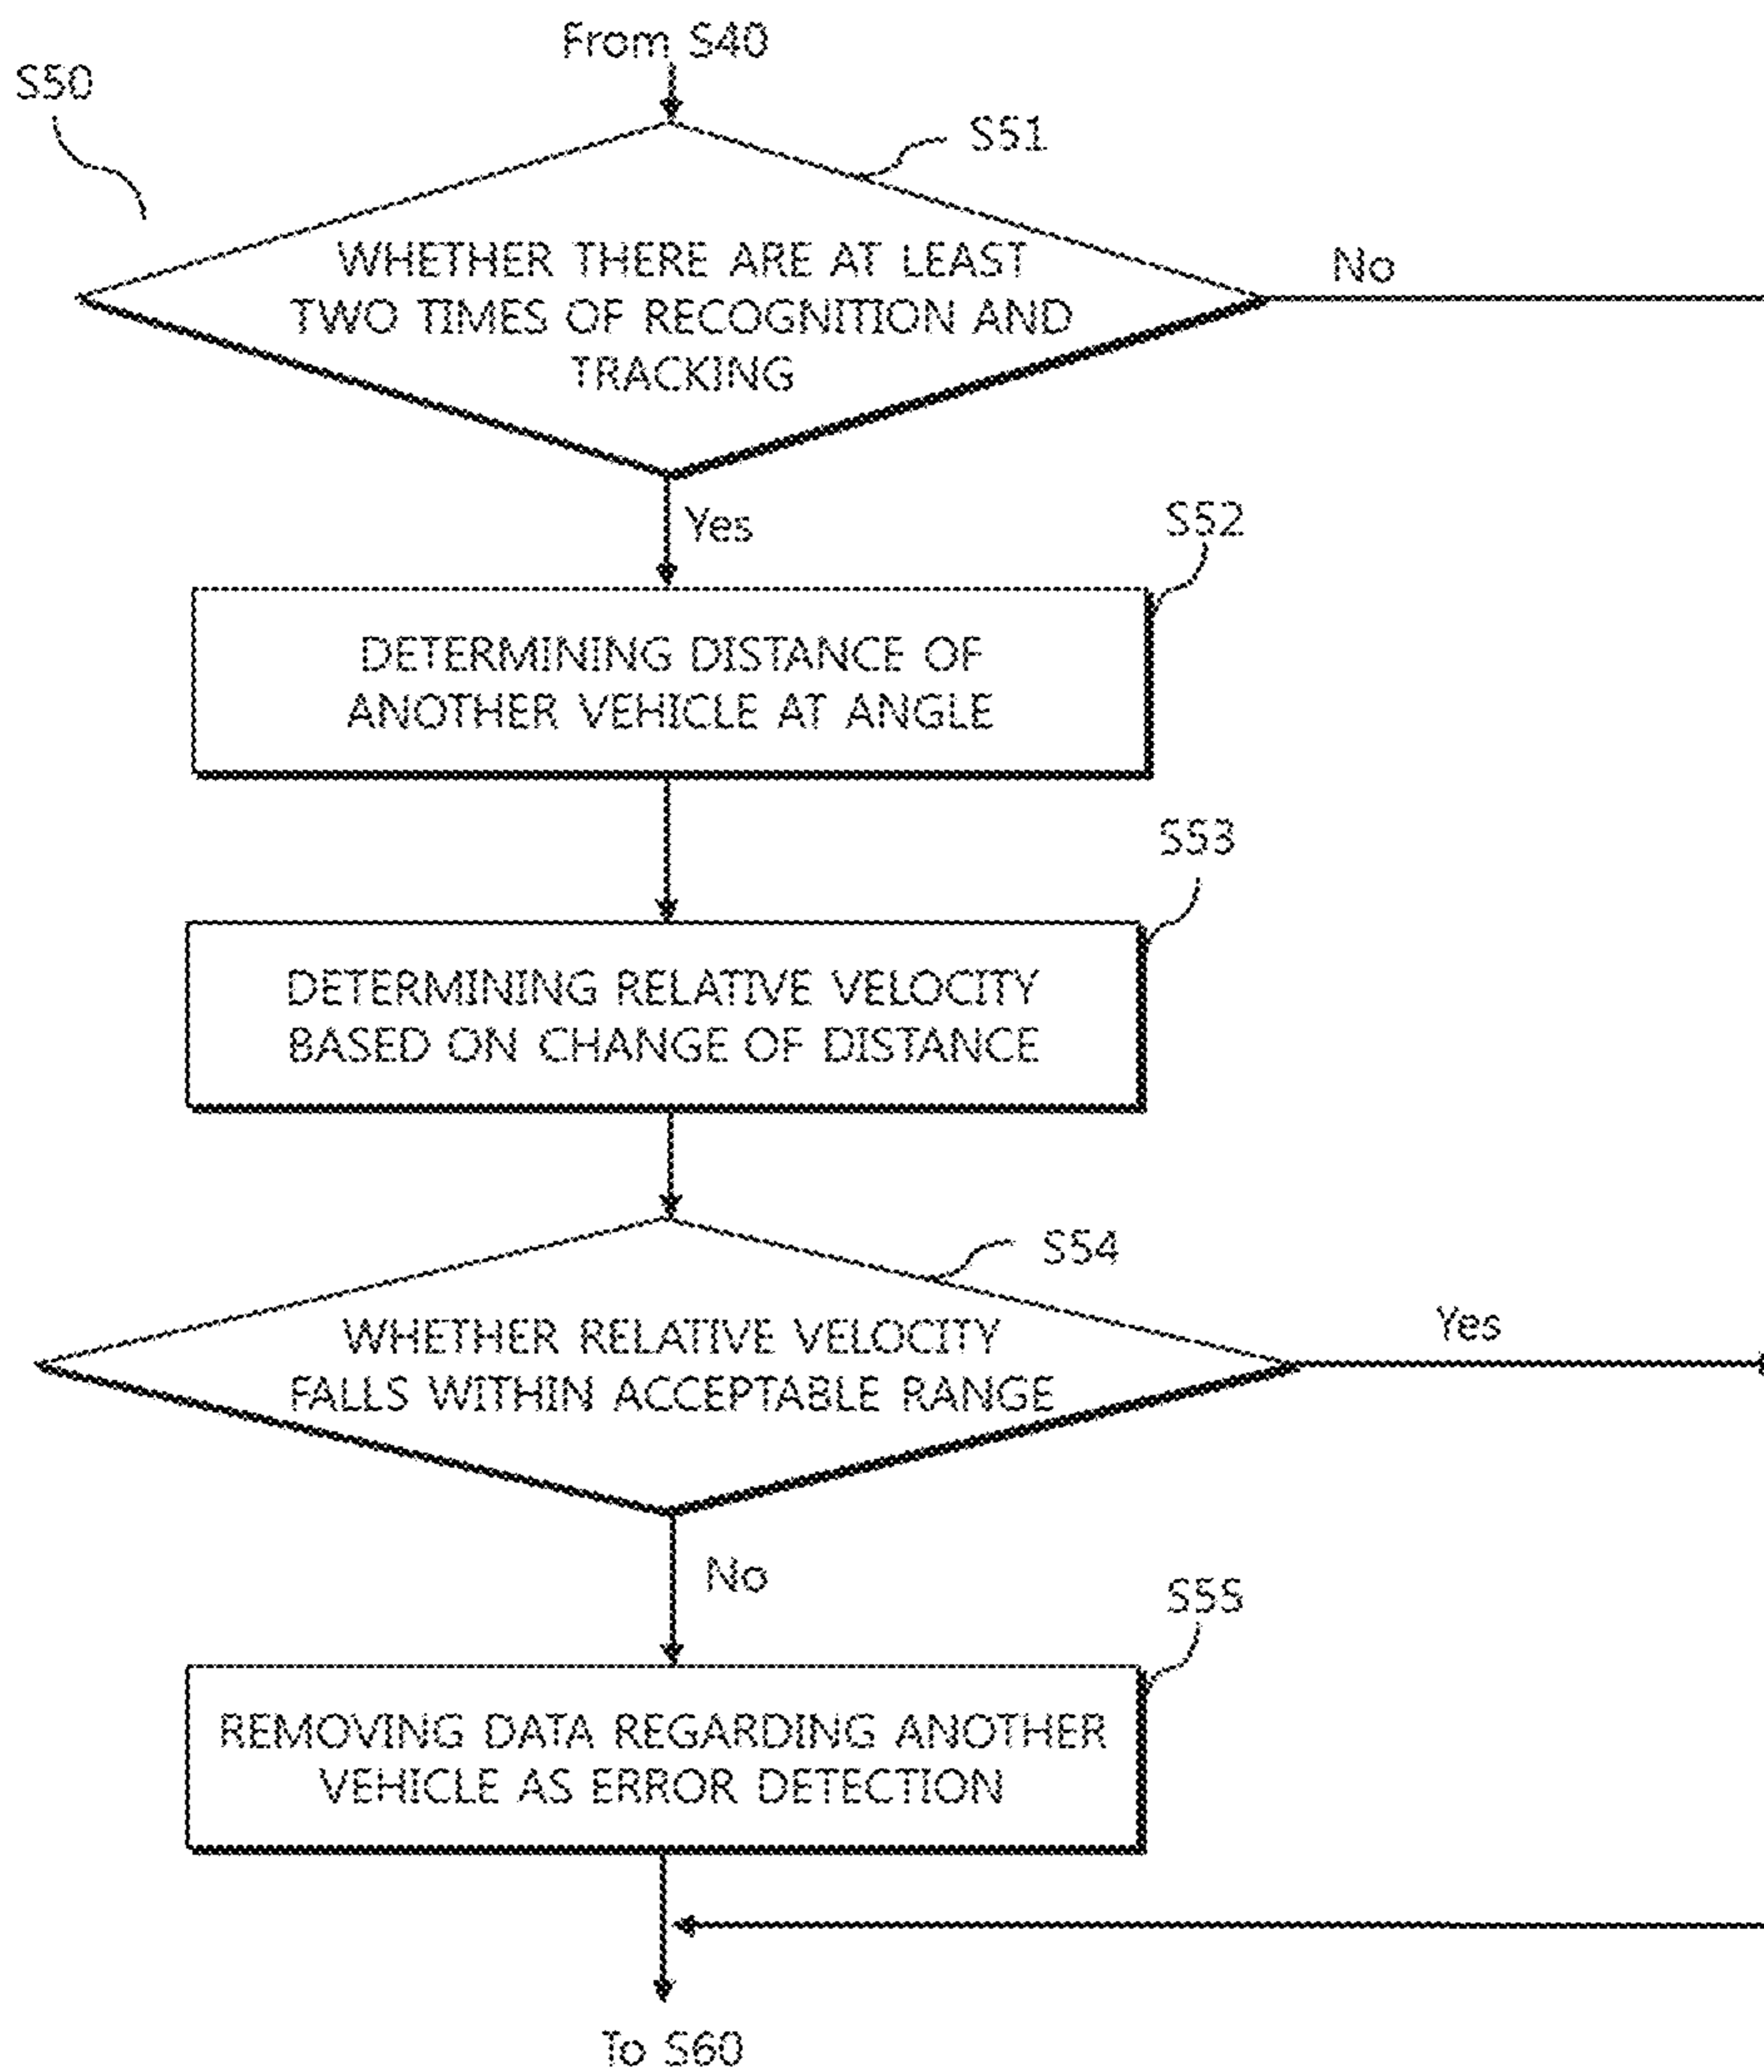 From S40
S50
S51
WHETHER THERE ARE AT LEAST
TWO TIMES OF RECOGNITION AND
TRACKING
No
Yes
S52
DETERMINING DISTANCE OF
ANOTHER VEHICLE AT ANGLE
S53
DETERMINING RELATIVE VELOCITY
BASED ON CHANGE OF DISTANCE
S54
WHETHER RELATIVE VELOCITY
FALLS WITHIN ACCEPTABLE RANGE
Yes
No
S55
REMOVING DATA REGARDING ANOTHER
VEHICLE AS ERROR DETECTION
To S60